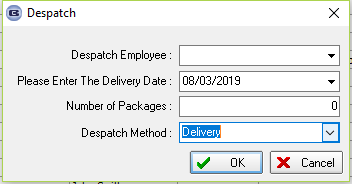 Despatch
Despatch Employee :
Please Enter The Delivery Date : 08/03/2019
Number of Packages : 0
Despatch Method : Delivery
OK Cancel